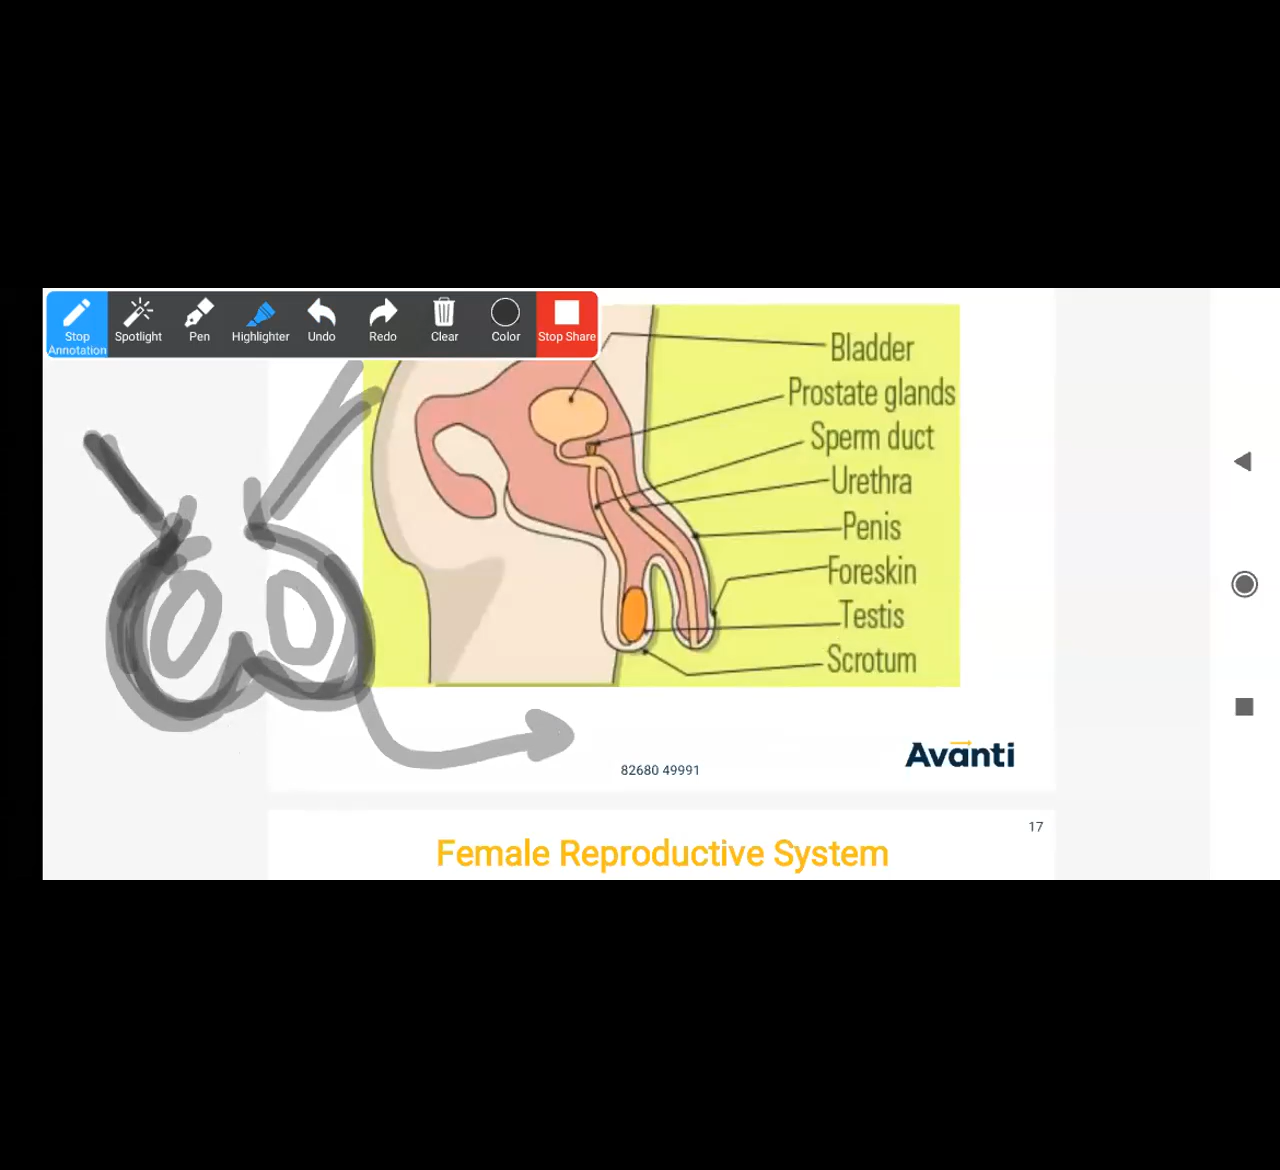 Stop Annotation
Spotlight
Pen
Highlighter
Undo
Redo
Clear
Color
Stop Share
Bladder
Prostate glands
Sperm duct
Urethra
Penis
Foreskin
Testis
Scrotum
Avanti
82680 49991
17
Female Reproductive System